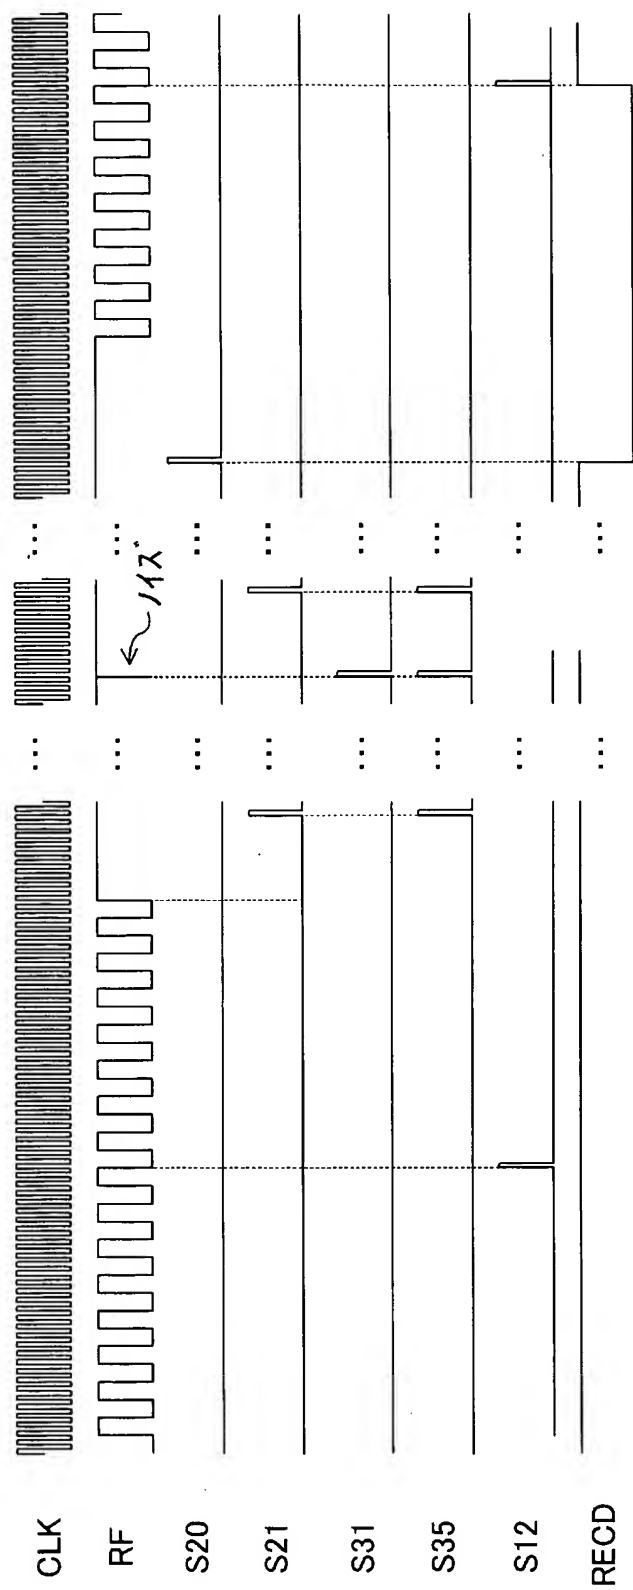 CLK
RF
S20
S21
S31
S35
S12
RECD
ノイズ
… … … … … … … …
… … … … … … … …